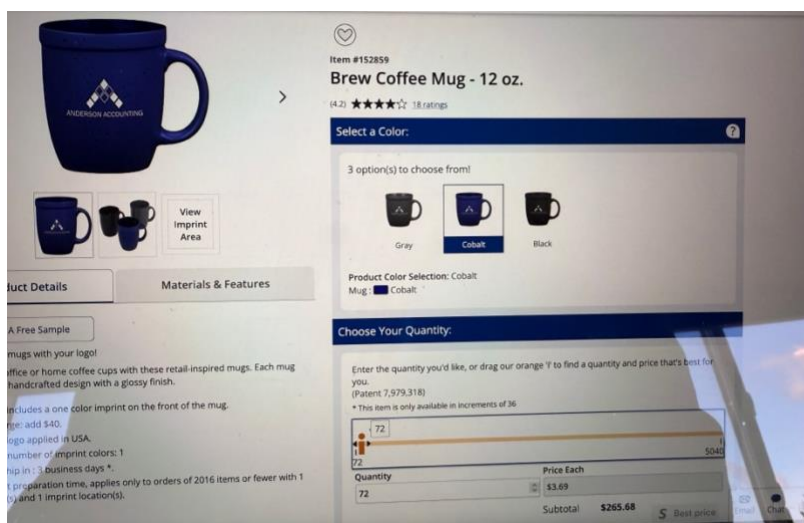 ANDERSON ACCOUNTING
View
Imprint
Area
duct Details
Materials & Features
A Free Sample
mugs with your logo!
office or home coffee cups with these retail-inspired mugs. Each mug
handcrafted design with a glossy finish.
includes a one color imprint on the front of the mug.
rge: add $40.
logo applied in USA.
number of imprint colors: 1
hip in : 3 business days *.
t preparation time, applies only to orders of 2016 items or fewer with 1
(s) and 1 imprint location(s).
Item #152859
Brew Coffee Mug - 12 oz.
(4.2) 18 ratings
Select a Color:
?
3 option(s) to choose from!
Gray
Cobalt
Black
Product Color Selection: Cobalt
Mug : Cobalt
Choose Your Quantity:
Enter the quantity you'd like, or drag our orange 'i' to find a quantity and price that's best for
you.
(Patent 7,979,318)
* This item is only available in increments of 36
72
72
5040
Quantity
Price Each
72
$3.69
Subtotal $265.68
S Best price
Email
Chat